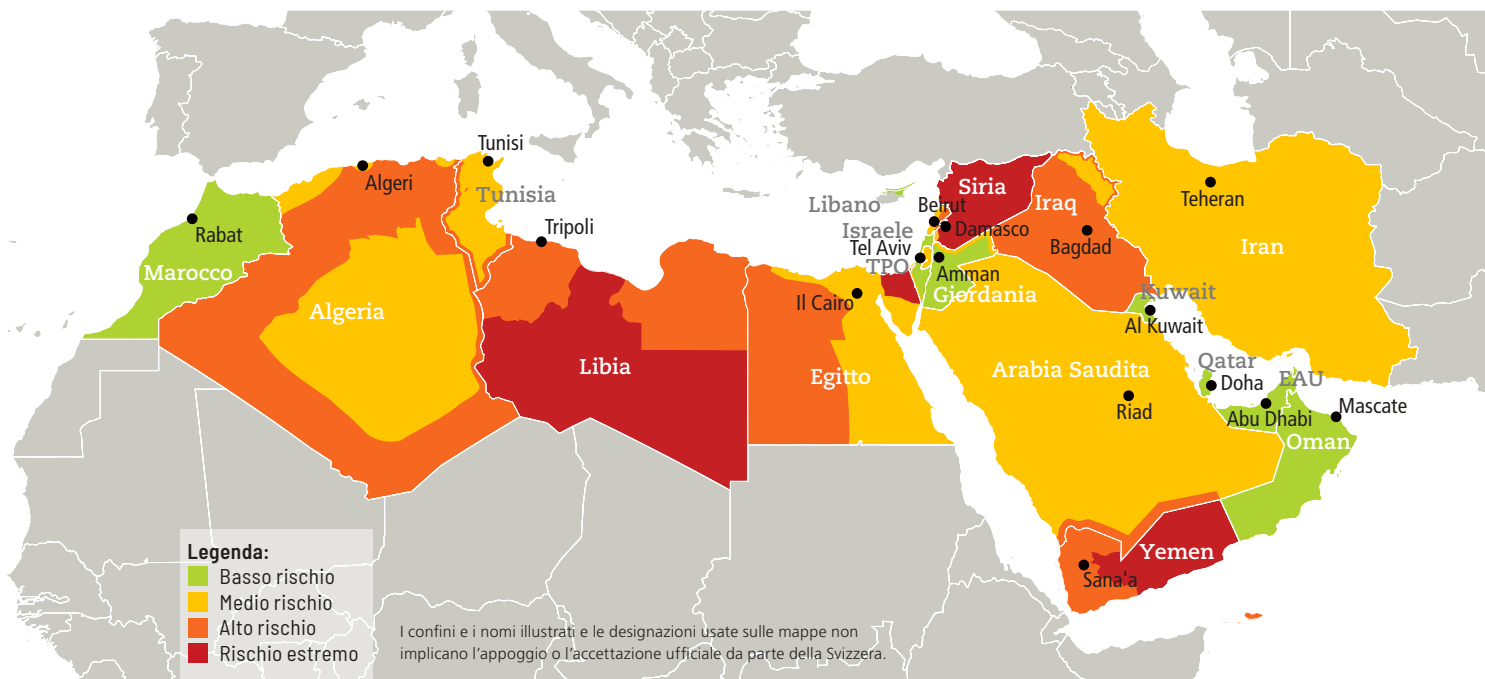 Tunisi
Algeri
Tunisia
Siria
Teheran
Libano
Beirut
Iraq
Rabat
Tripoli
Israele
Damasco
Bagdad
Iran
Tel Aviv
Marocco
TPO
Amman
Giordania
Kuwait
Il Cairo
Algeria
Al Kuwait
Libia
Egitto
Arabia Saudita
Qatar
Doha
EAU
Riad
Abu Dhabi
Mascate
Oman
Yemen
Sana'a
Legenda:
Basso rischio
Medio rischio
Alto rischio
Rischio estremo
I confini e i nomi illustrati e le designazioni usate sulle mappe non
implicano l'appoggio o l'accettazione ufficiale da parte della Svizzera.